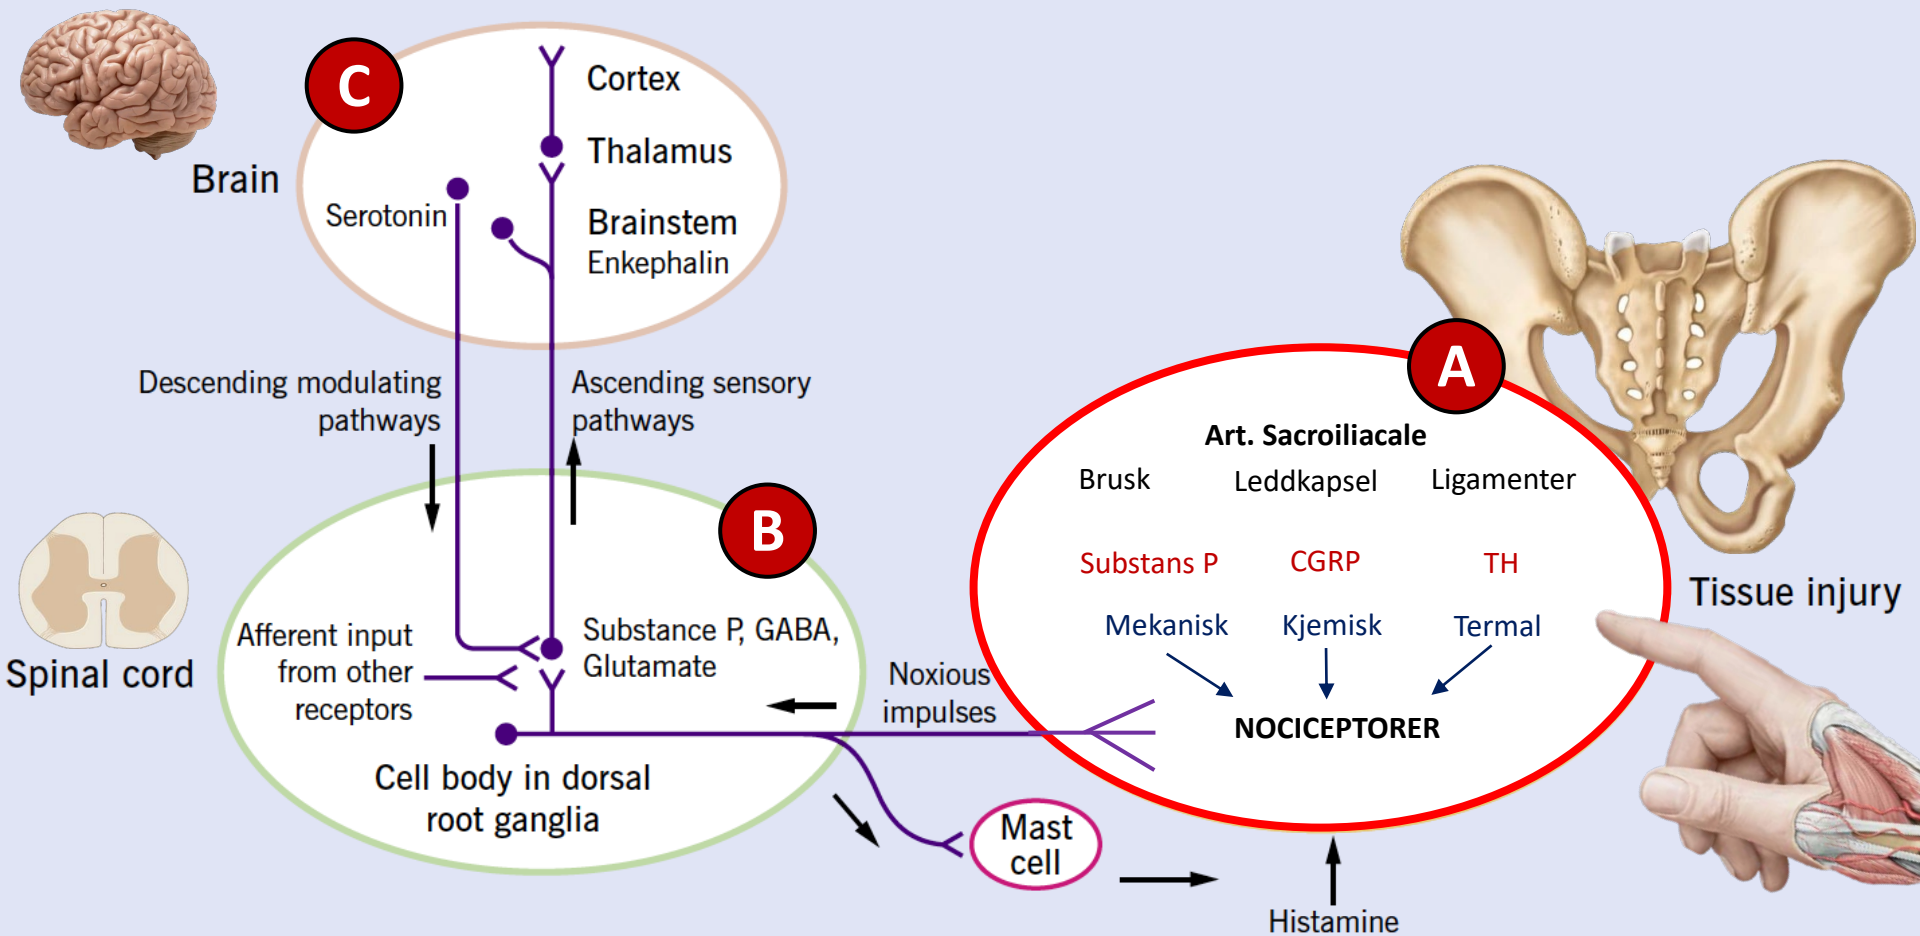 C
Cortex
Thalamus
Brain
Serotonin
Brainstem
Enkephalin
Descending modulating
pathways
Ascending sensory
pathways
B
Spinal cord
Afferent input
from other
receptors
Substance P, GABA,
Glutamate
Cell body in dorsal
root ganglia
Noxious
impulses
Mast
cell
Histamine
A
Art. Sacroiliacale
Brusk Leddkapsel Ligamenter
Substans P CGRP TH
Mekanisk Kjemisk Termal
NOCICEPTORER
Tissue injury